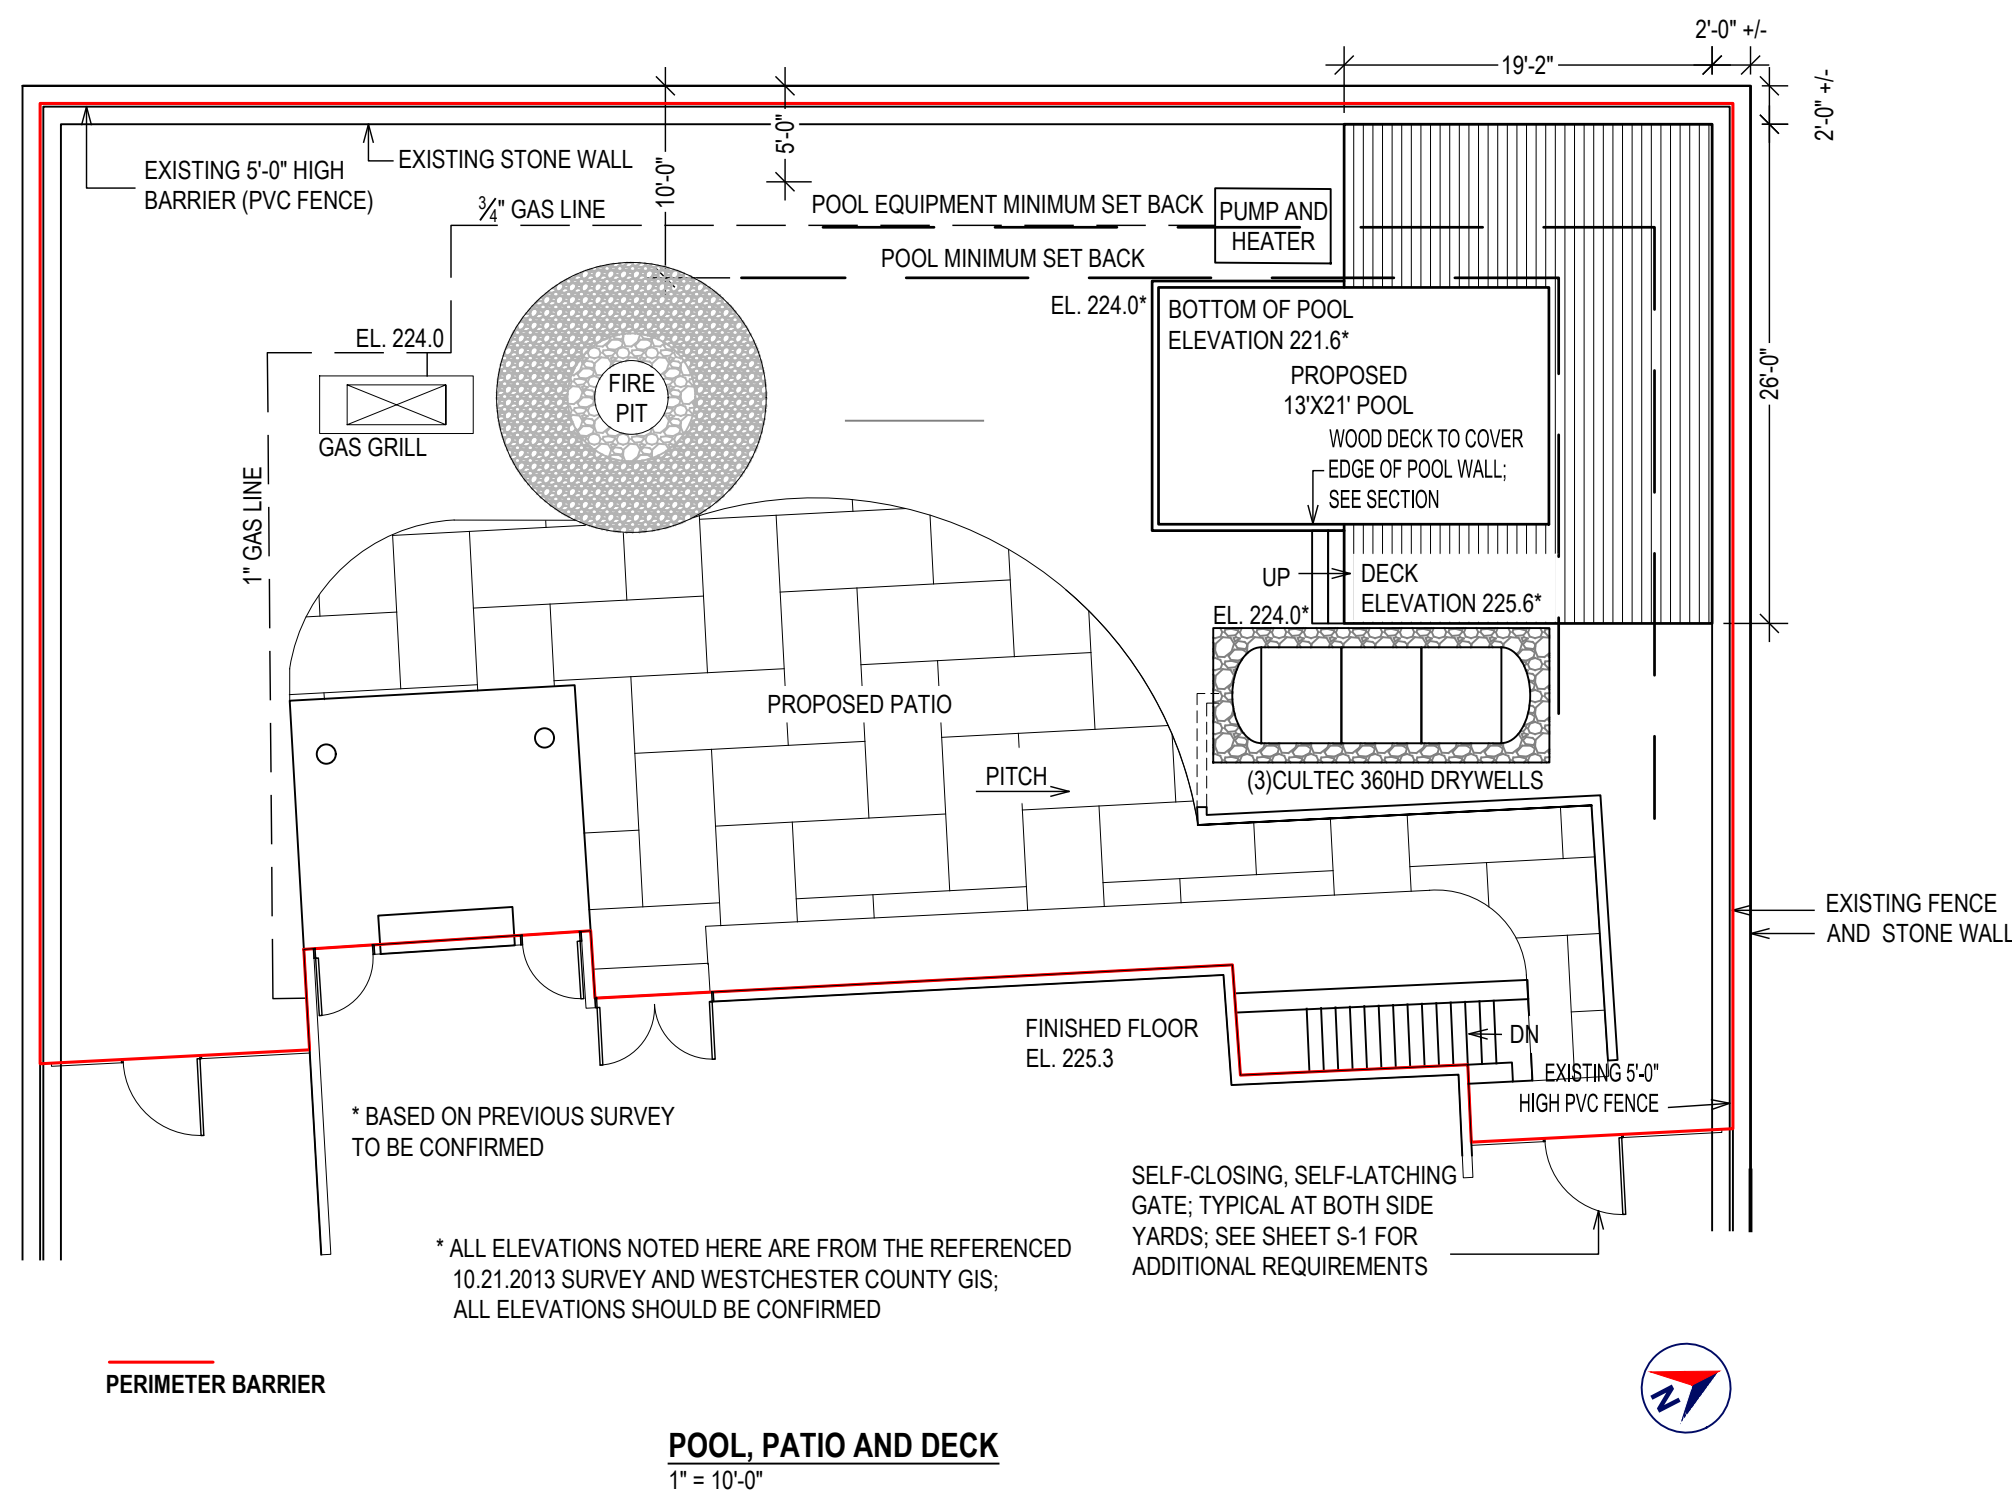 2'-0" +/-
19'-2"
2'-0" +/-
5'-0"
10'-0"
EXISTING 5'-0" HIGH
BARRIER (PVC FENCE)
EXISTING STONE WALL
3/4" GAS LINE
POOL EQUIPMENT MINIMUM SET BACK
PUMP AND
HEATER
POOL MINIMUM SET BACK
EL. 224.0*
BOTTOM OF POOL
ELEVATION 221.6*
PROPOSED
13'X21' POOL
WOOD DECK TO COVER
EDGE OF POOL WALL;
SEE SECTION
26'-0"
EL. 224.0
FIRE
PIT
GAS GRILL
1" GAS LINE
UP
DECK
ELEVATION 225.6*
EL. 224.0*
PROPOSED PATIO
PITCH
(3)CULTEC 360HD DRYWELLS
EXISTING FENCE
AND STONE WALL
FINISHED FLOOR
EL. 225.3
DN
EXISTING 5'-0"
HIGH PVC FENCE
* BASED ON PREVIOUS SURVEY
TO BE CONFIRMED
SELF-CLOSING, SELF-LATCHING
GATE; TYPICAL AT BOTH SIDE
YARDS; SEE SHEET S-1 FOR
ADDITIONAL REQUIREMENTS
* ALL ELEVATIONS NOTED HERE ARE FROM THE REFERENCED
10.21.2013 SURVEY AND WESTCHESTER COUNTY GIS;
ALL ELEVATIONS SHOULD BE CONFIRMED
PERIMETER BARRIER
N
POOL, PATIO AND DECK
1" = 10'-0"